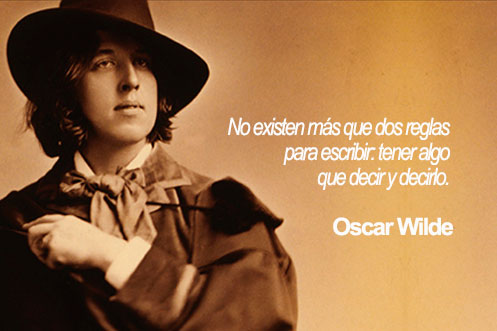 No existen más que dos reglas
para escribir: tener algo
que decir y decirlo.
Oscar Wilde